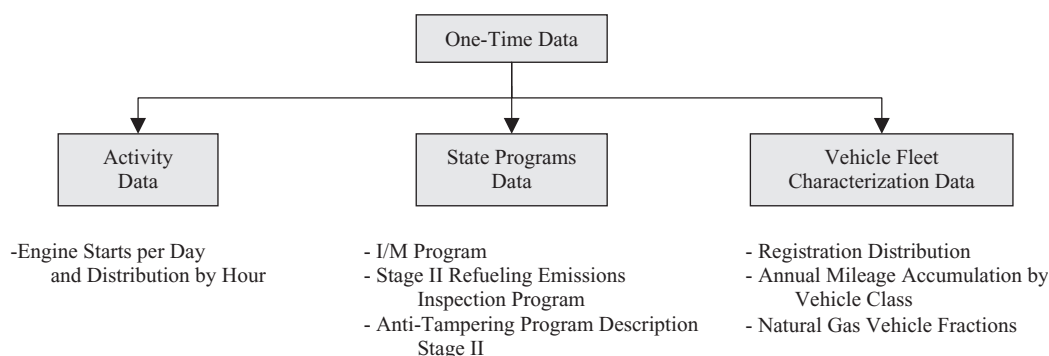 One-Time Data
Activity
Data
State Programs
Data
Vehicle Fleet
Characterization Data
-Engine Starts per Day
and Distribution by Hour
- I/M Program
- Stage II Refueling Emissions
Inspection Program
- Anti-Tampering Program Description
Stage II
- Registration Distribution
- Annual Mileage Accumulation by
Vehicle Class
- Natural Gas Vehicle Fractions